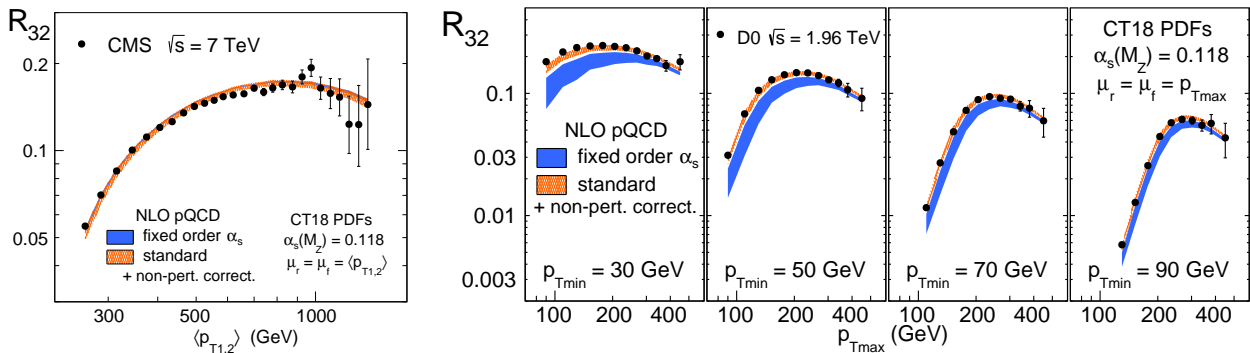 R32
CMS √s = 7 TeV
0.2
0.1
0.05
NLO pQCD
fixed order αs
standard
+ non-pert. correct.
CT18 PDFs
αs(MZ) = 0.118
μr = μf = ⟨pT1,2⟩
300 500 1000
⟨pT1,2⟩ (GeV)
R32
0.1
0.03
0.01
0.003
NLO pQCD
fixed order αs
standard
+ non-pert. correct.
pTmin = 30 GeV
D0 √s = 1.96 TeV
pTmin = 50 GeV
pTmin = 70 GeV
CT18 PDFs
αs(MZ) = 0.118
μr = μf = pTmax
pTmin = 90 GeV
100 200 400 100 200 400 100 200 400 100 200 400
pTmax (GeV)